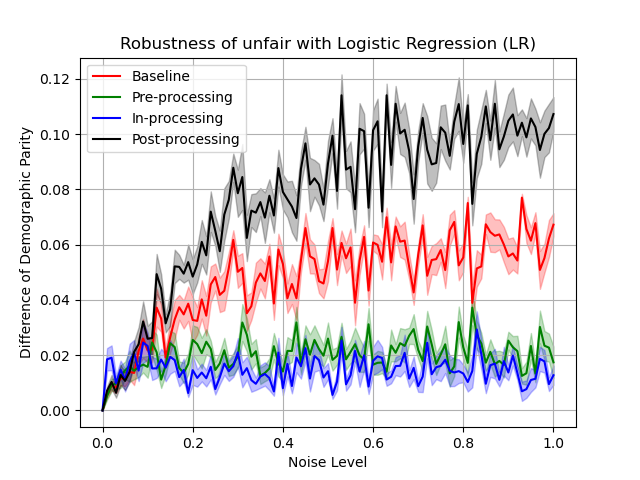 Robustness of unfair with Logistic Regression (LR)
Baseline
Pre-processing
In-processing
Post-processing
Difference of Demographic Parity
0.12
0.10
0.08
0.06
0.04
0.02
0.00
0.0 0.2 0.4 0.6 0.8 1.0
Noise Level